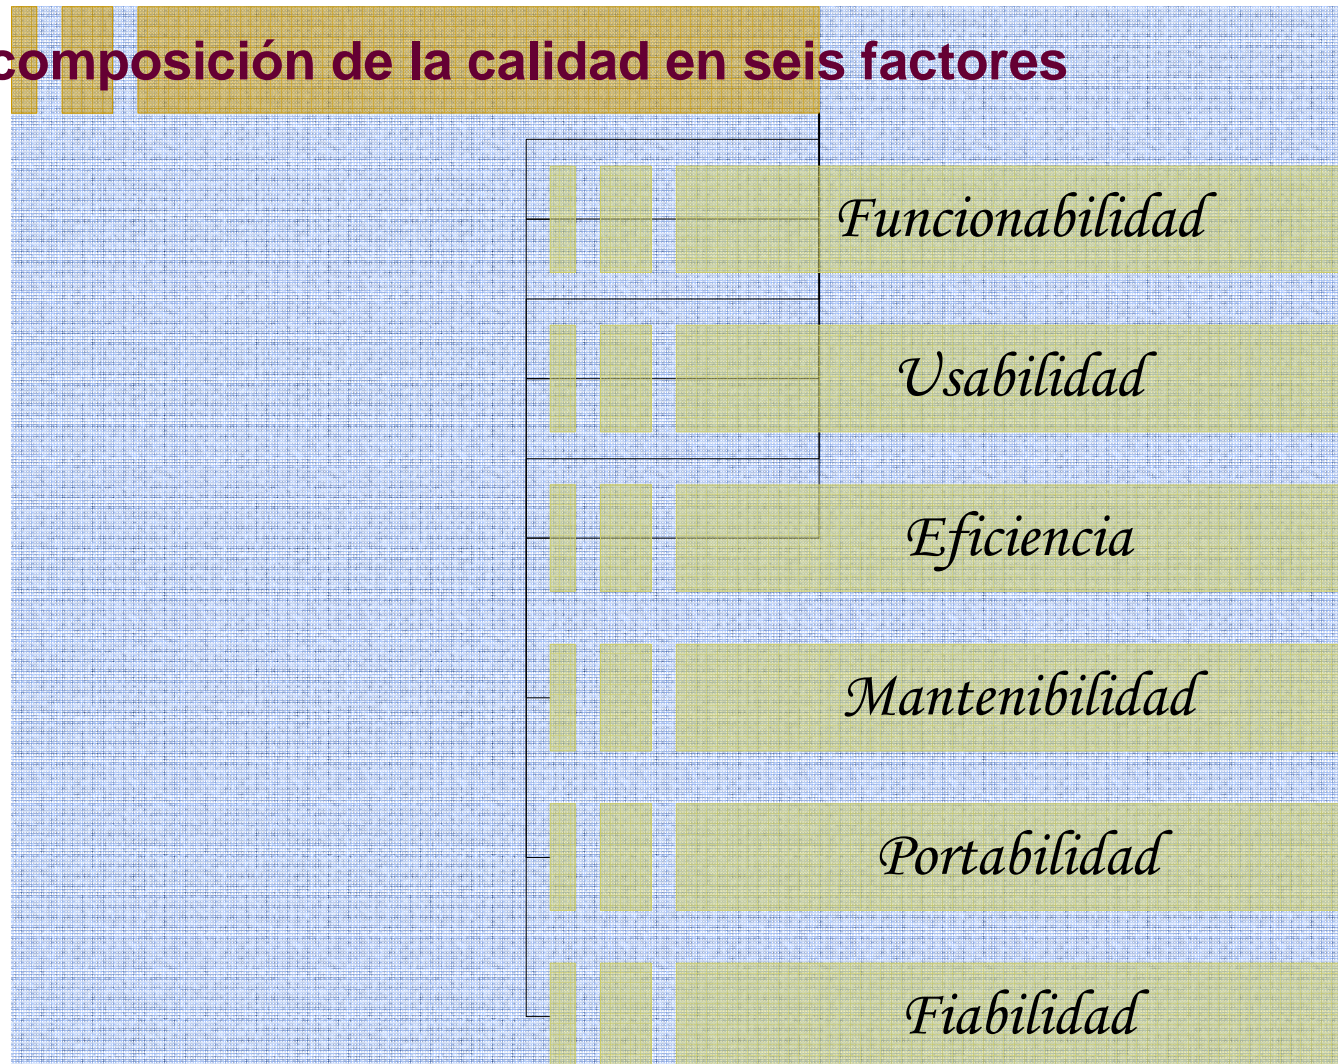 composición de la calidad en seis factores
Funcionabilidad
Usabilidad
Eficiencia
Mantenibilidad
Portabilidad
Fiabilidad